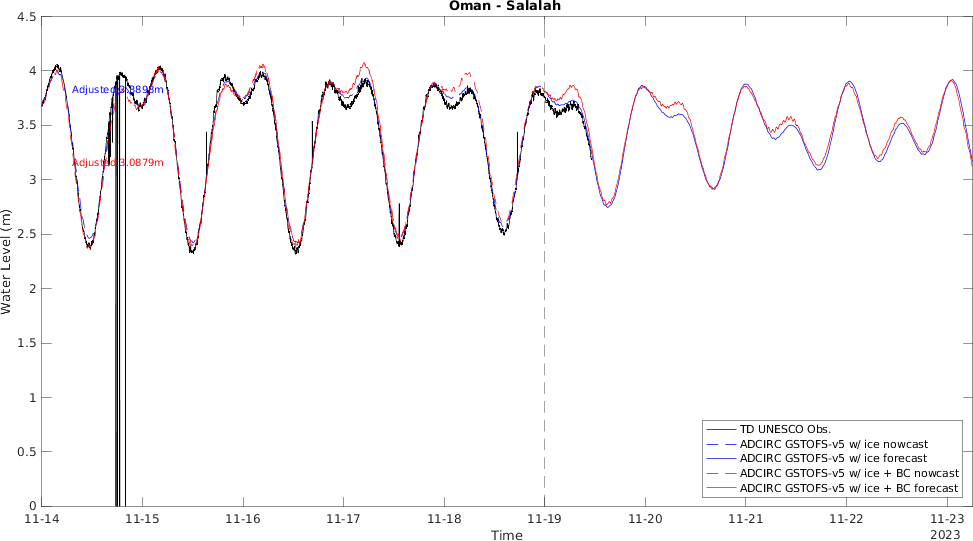 Oman - Salalah
4.5
4
3.5
3
2.5
2
1.5
1
0.5
0
Water Level (m)
Adjusted 3.0879m
TD UNESCO Obs.
ADCIRC GSTOFS-v5 w/ ice nowcast
ADCIRC GSTOFS-v5 w/ ice forecast
ADCIRC GSTOFS-v5 w/ ice + BC nowcast
ADCIRC GSTOFS-v5 w/ ice + BC forecast
11-14 11-15 11-16 11-17 11-18 11-19 11-20 11-21 11-22 11-23
Time
2023